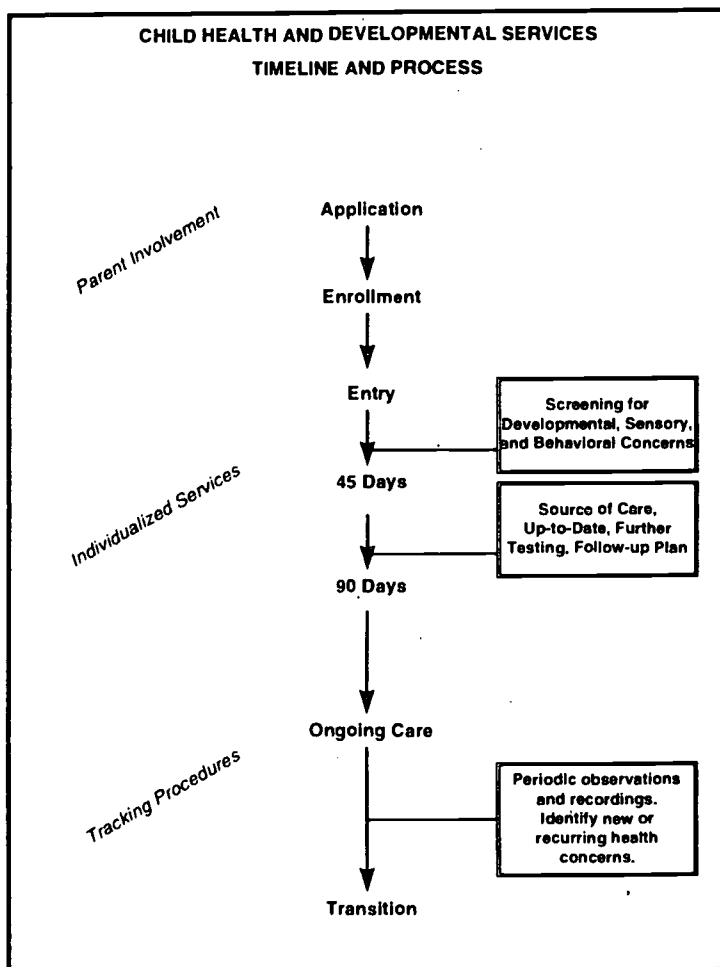 CHILD HEALTH AND DEVELOPMENTAL SERVICES
TIMELINE AND PROCESS
Parent Involvement
Application
Enrollment
Entry
Screening for
Developmental, Sensory,
and Behavioral Concerns
Individualized Services
45 Days
Source of Care,
Up-to-Date, Further
Testing, Follow-up Plan
90 Days
Ongoing Care
Tracking Procedures
Periodic observations
and recordings.
Identify new or
recurring health
concerns.
Transition